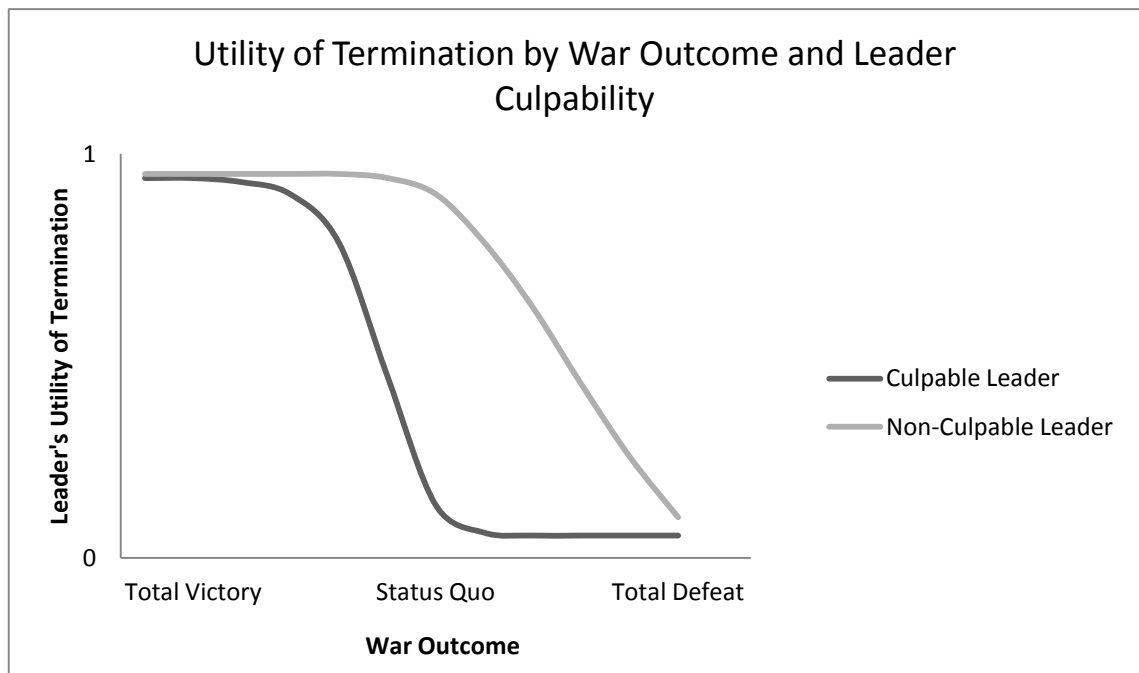 Utility of Termination by War Outcome and Leader
Culpability
1
Leader's Utility of Termination
0
Total Victory
Status Quo
Total Defeat
War Outcome
Culpable Leader
Non-Culpable Leader